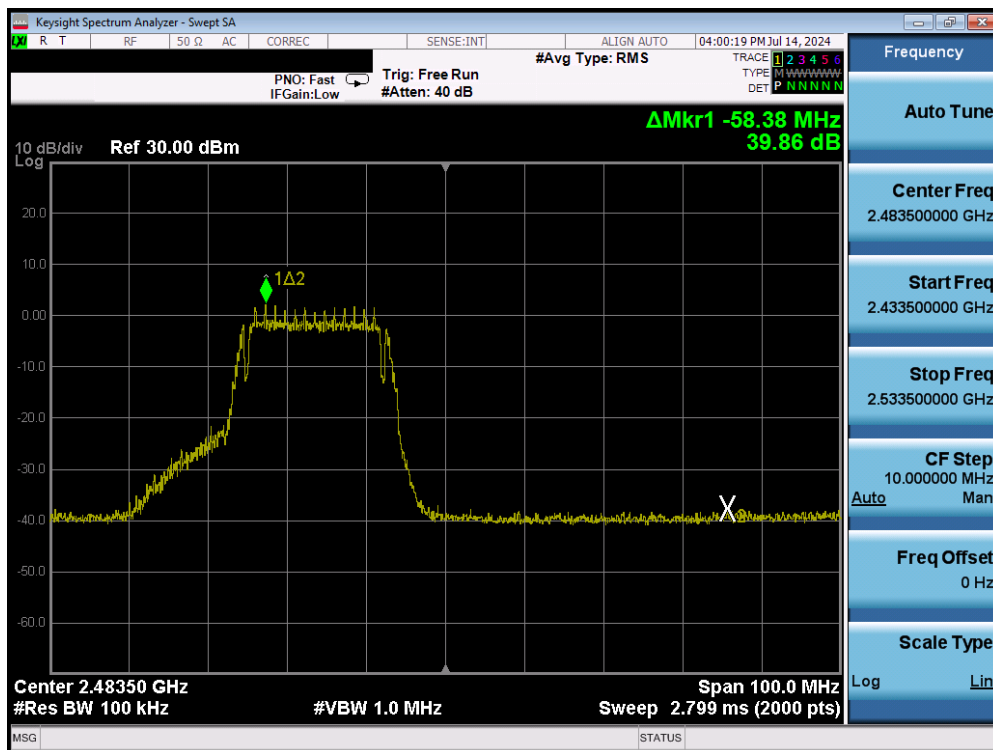 Keysight Spectrum Analyzer - Swept SA
LXI R T RF 50 Ω AC CORREC SENSE:INT ALIGN AUTO 04:00:19 PM Jul 14, 2024
PNO: Fast
IFGain:Low
Trig: Free Run
#Atten: 40 dB
#Avg Type: RMS
TRACE 1 2 3 4 5 6
TYPE M W W W W W
DET P N N N N N
ΔMkr1 -58.38 MHz
39.86 dB
10 dB/div
Log
Ref 30.00 dBm
20.0
10.0
0.00
-10.0
-20.0
-30.0
-40.0
-50.0
-60.0
1Δ2
X2
Center 2.48350 GHz
#Res BW 100 kHz
#VBW 1.0 MHz
Span 100.0 MHz
Sweep 2.799 ms (2000 pts)
MSG
STATUS
Frequency
Auto Tune
Center Freq
2.483500000 GHz
Start Freq
2.433500000 GHz
Stop Freq
2.533500000 GHz
CF Step
10.000000 MHz
Auto Man
Freq Offset
0 Hz
Scale Type
Log Lin